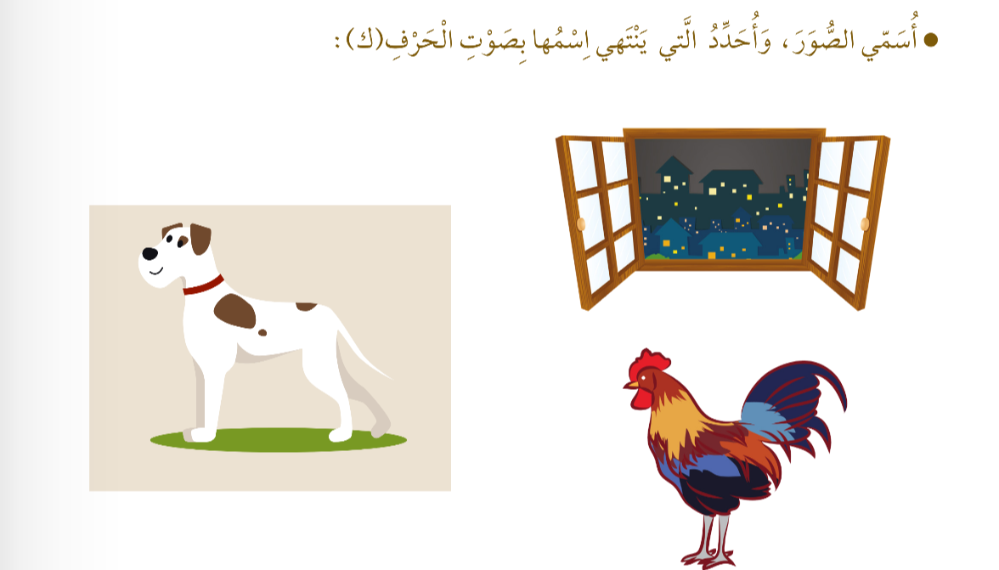 ● أُسَمّي الصُّوَرَ، وَأُحَدِّدُ الَّتي يَنْتَهي اِسْمُها بِصَوْتِ الْحَرْفِ(ك):